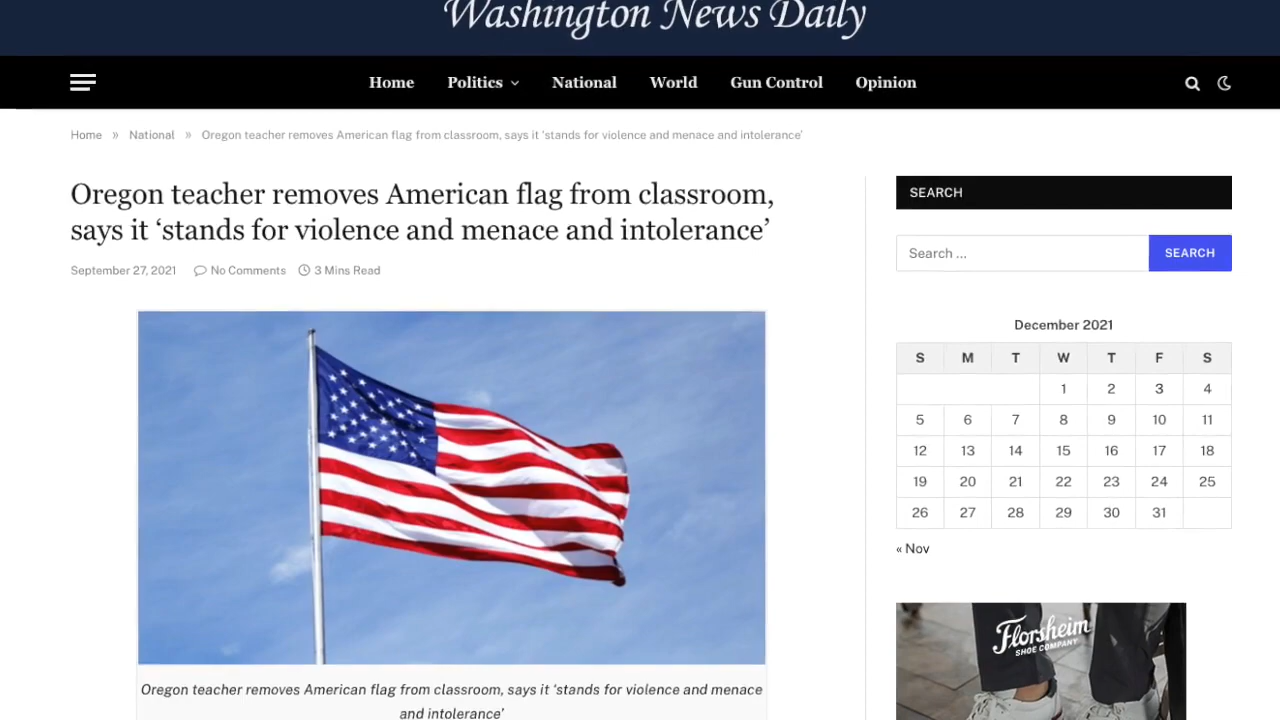 Washington News Daily
Home Politics National World Gun Control Opinion
Home » National » Oregon teacher removes American flag from classroom, says it ‘stands for violence and menace and intolerance’
Oregon teacher removes American flag from classroom,
says it ‘stands for violence and menace and intolerance’
September 27, 2021 No Comments 3 Mins Read
Oregon teacher removes American flag from classroom, says it ‘stands for violence and menace
and intolerance’
SEARCH
Search ... SEARCH
December 2021
S M T W T F S
1 2 3 4
5 6 7 8 9 10 11
12 13 14 15 16 17 18
19 20 21 22 23 24 25
26 27 28 29 30 31
« Nov
Florsheim
SHOE COMPANY